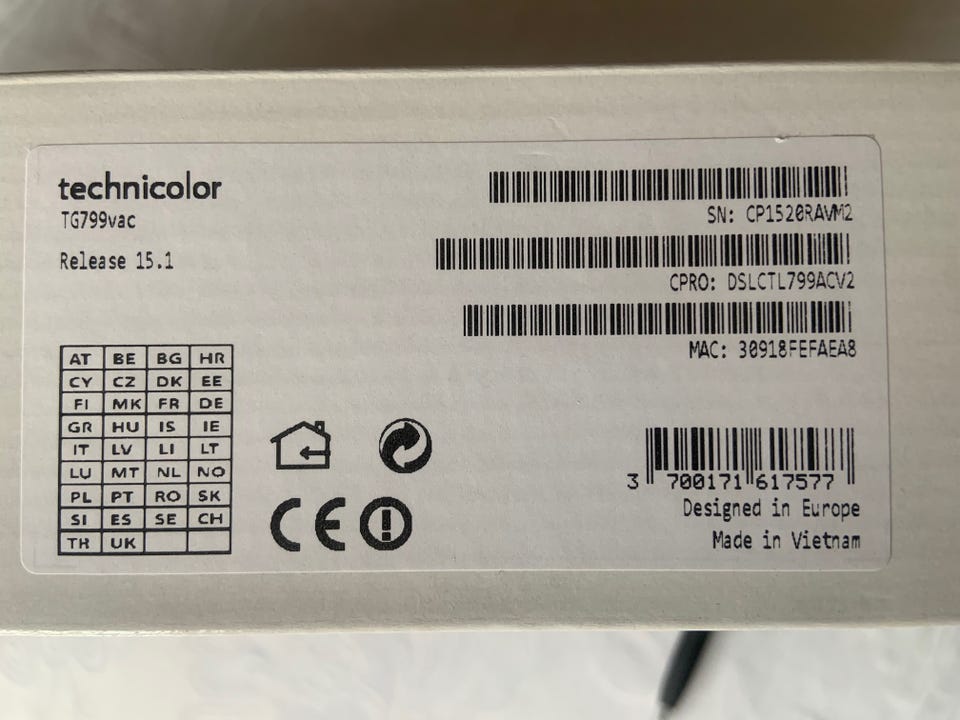 technicolor
TG799vac
Release 15.1
SN: CP1520RAVM2
CPRO: DSLCTL799ACV2
MAC: 30918FEFAEA8
AT BE BG HR
CY CZ DK EE
FI MK FR DE
GR HU IS IE
IT LV LI LT
LU MT NL NO
PL PT RO SK
SI ES SE CH
TR UK
CE
3 700171 617577
Designed in Europe
Made in Vietnam